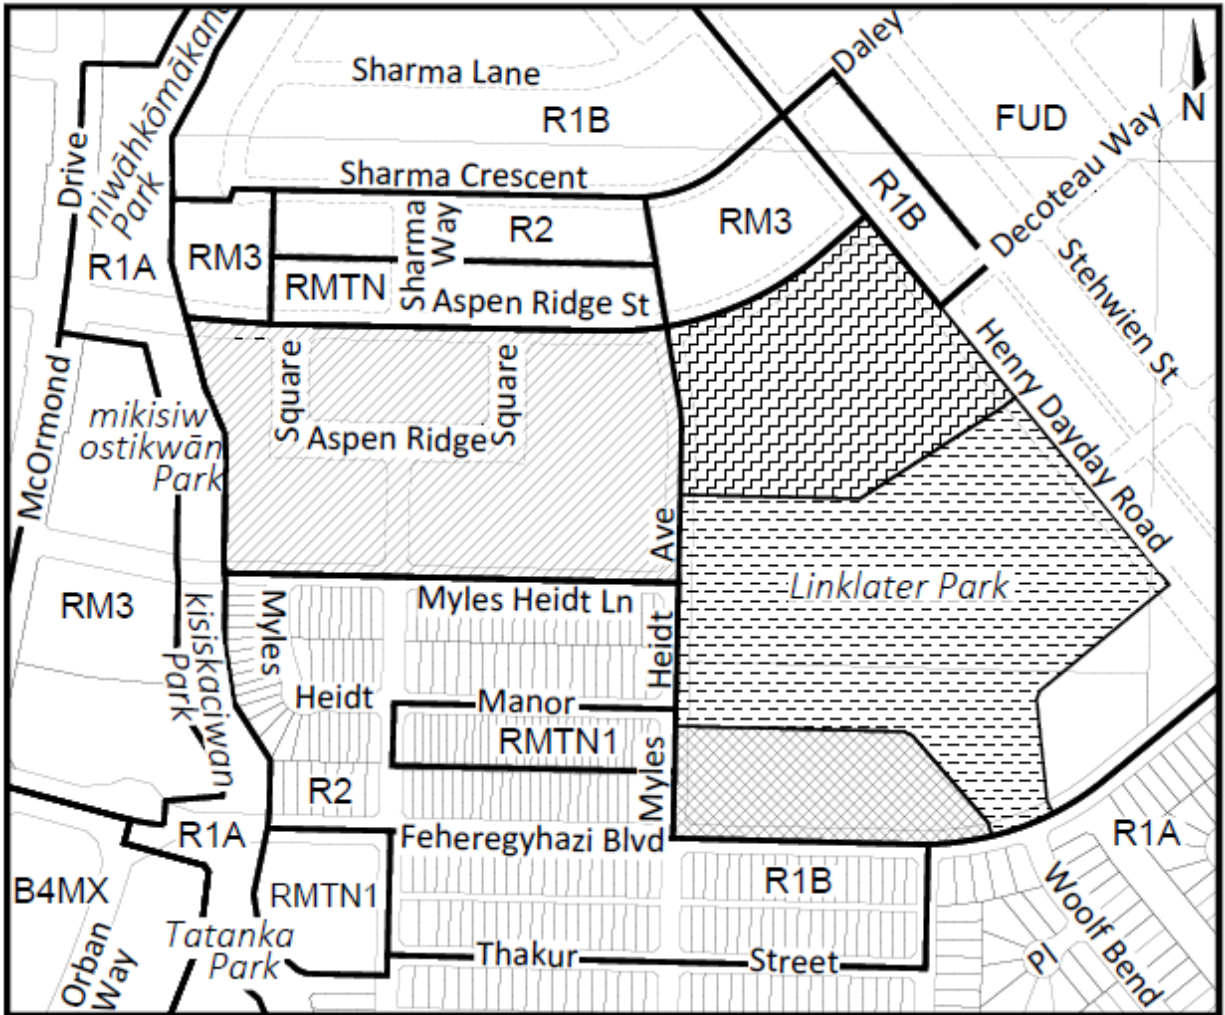 niwāhkōmākana
Park
Drive
Sharma Lane
R1B
Daley
FUD
N
Decoteau Way
Sharma Crescent
R1A
RM3
Sharma
Way
R2
RM3
R1B
RMTN
Aspen Ridge St
Stehwien St
McOrmond
mikisiw
ostikwān
Park
Square
Square
Aspen Ridge
Henry Dayday Road
Ave
Linklater Park
RM3
kisiskaciwan
Park
Myles
Myles Heidt Ln
Heidt
Heidt
Manor
RMTN1
Myles
R2
R1A
Feheregyhazi Blvd
R1A
B4MX
RMTN1
R1B
Woolf Bend
Pl
Tatanka
Park
Orban
Way
Thakur
Street